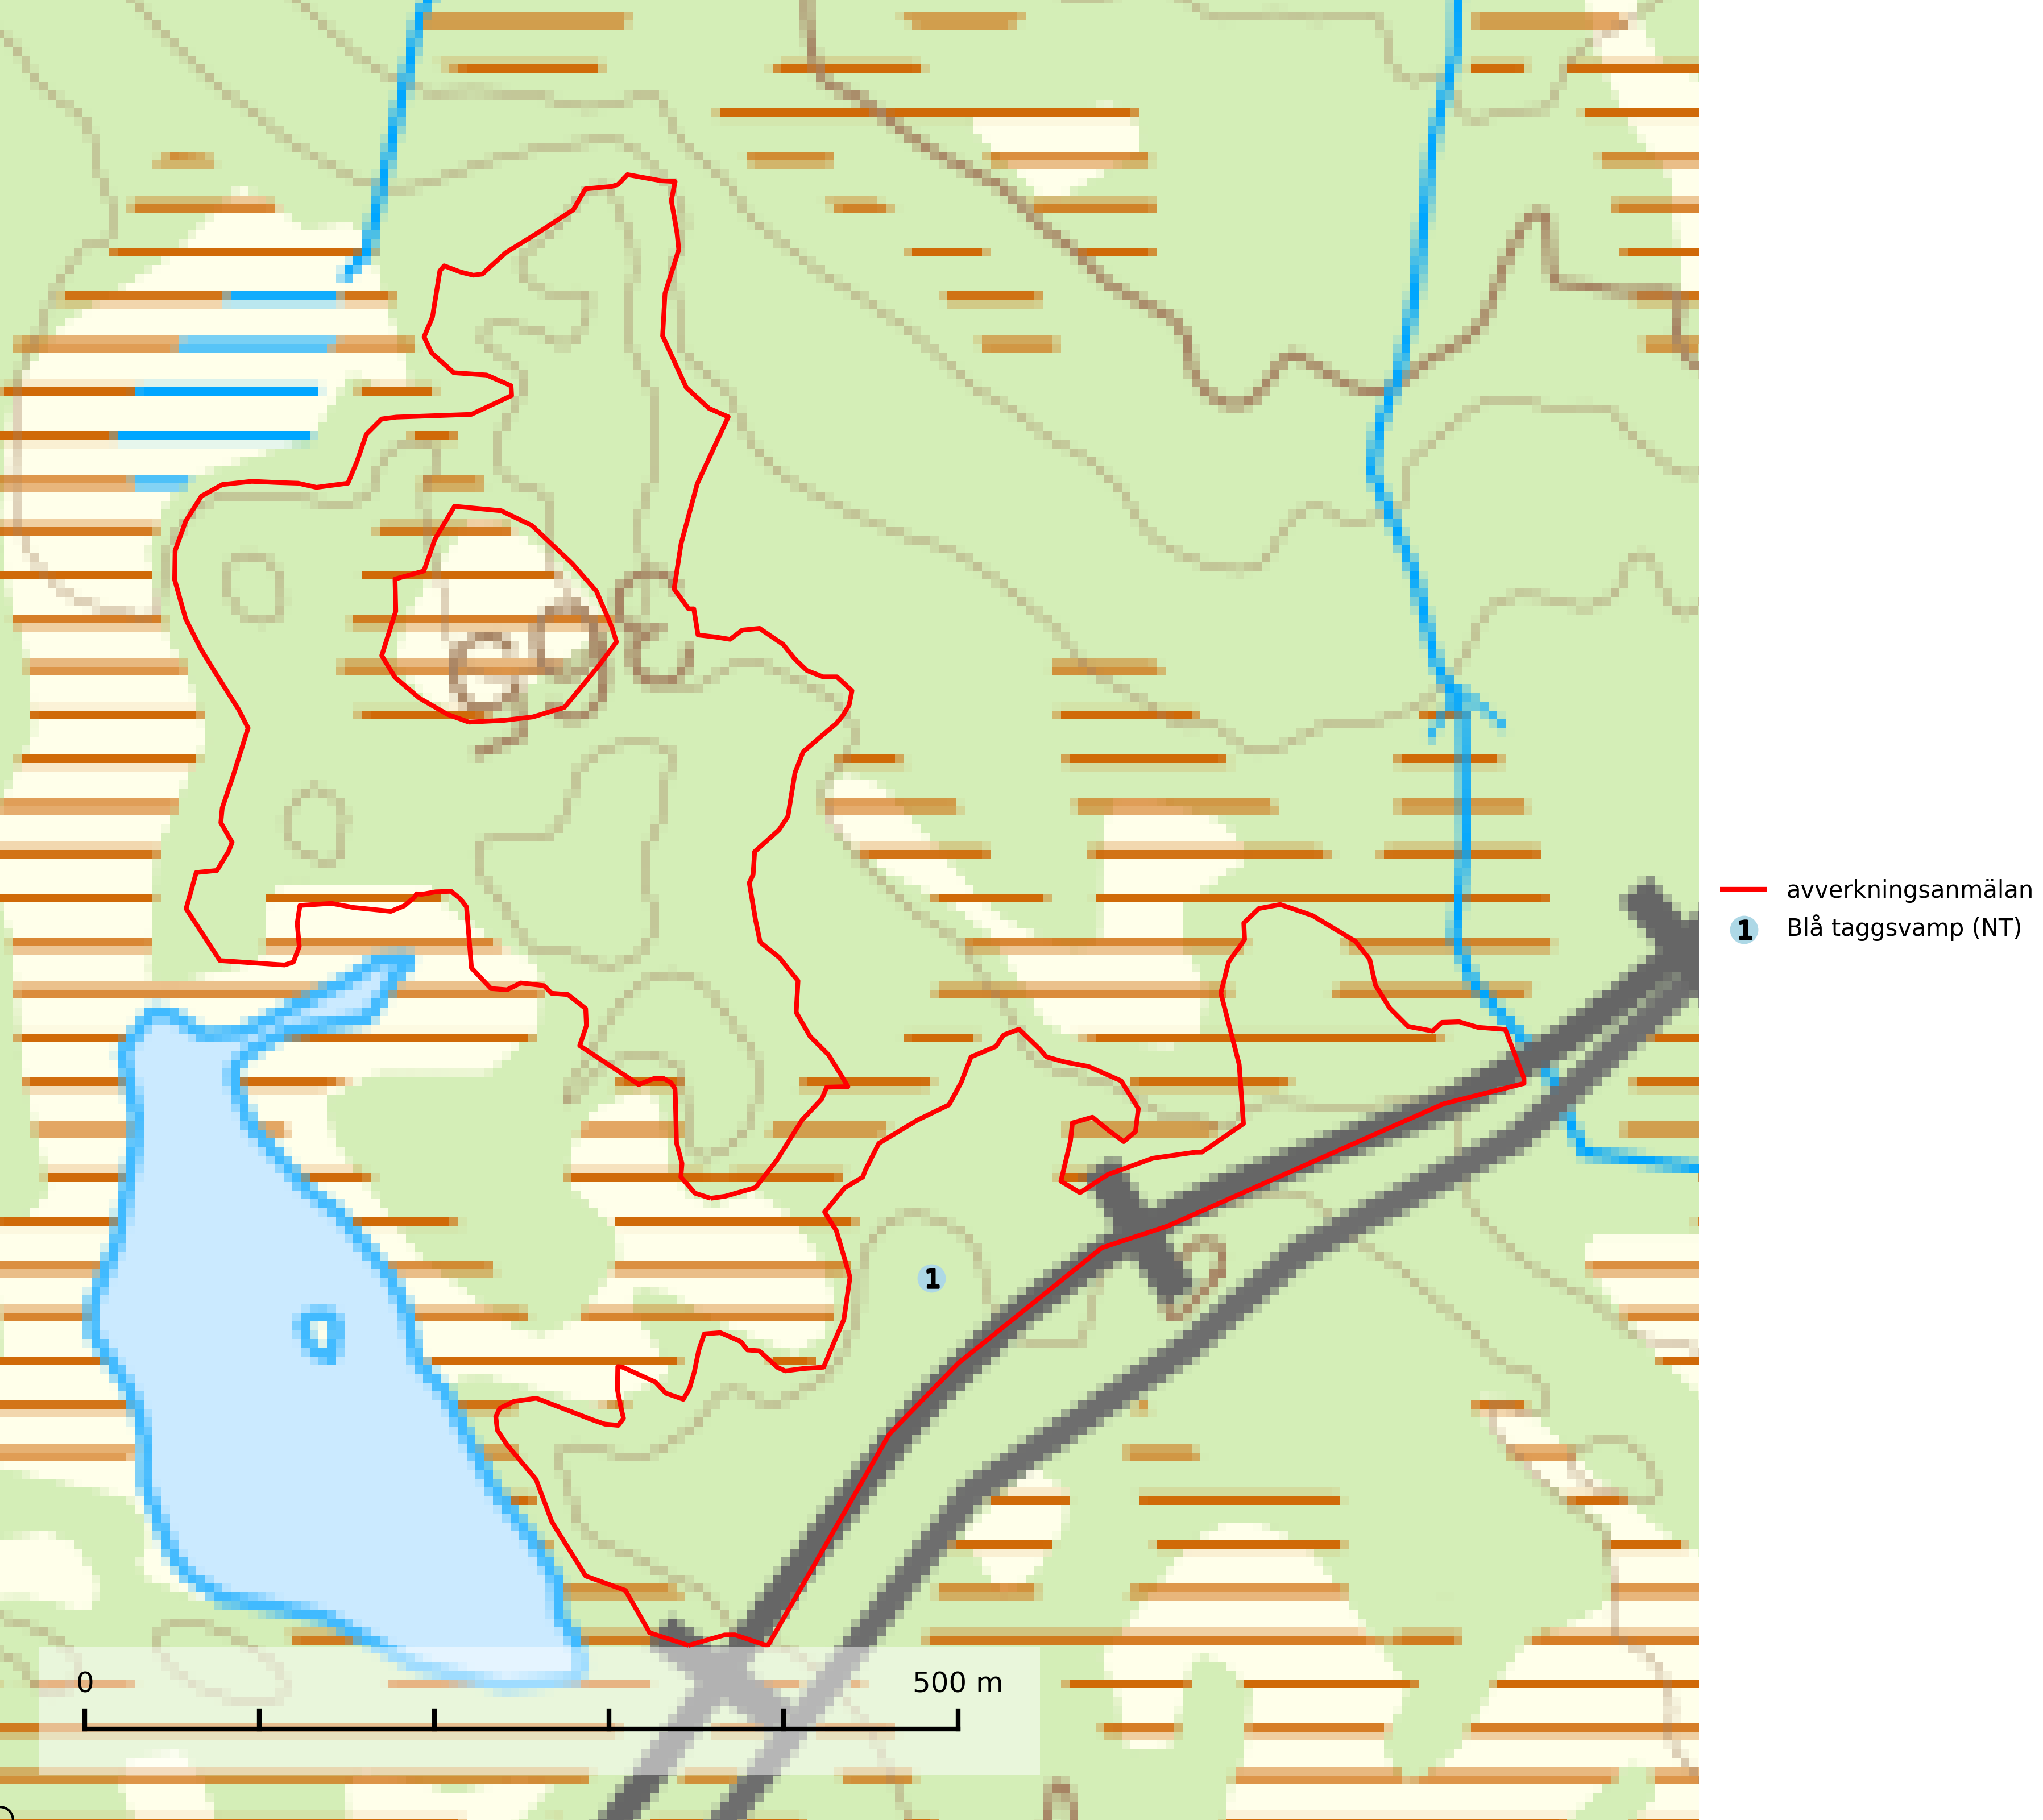 avverkningsanmälan
1 Blå taggsvamp (NT)
1
0 500 m